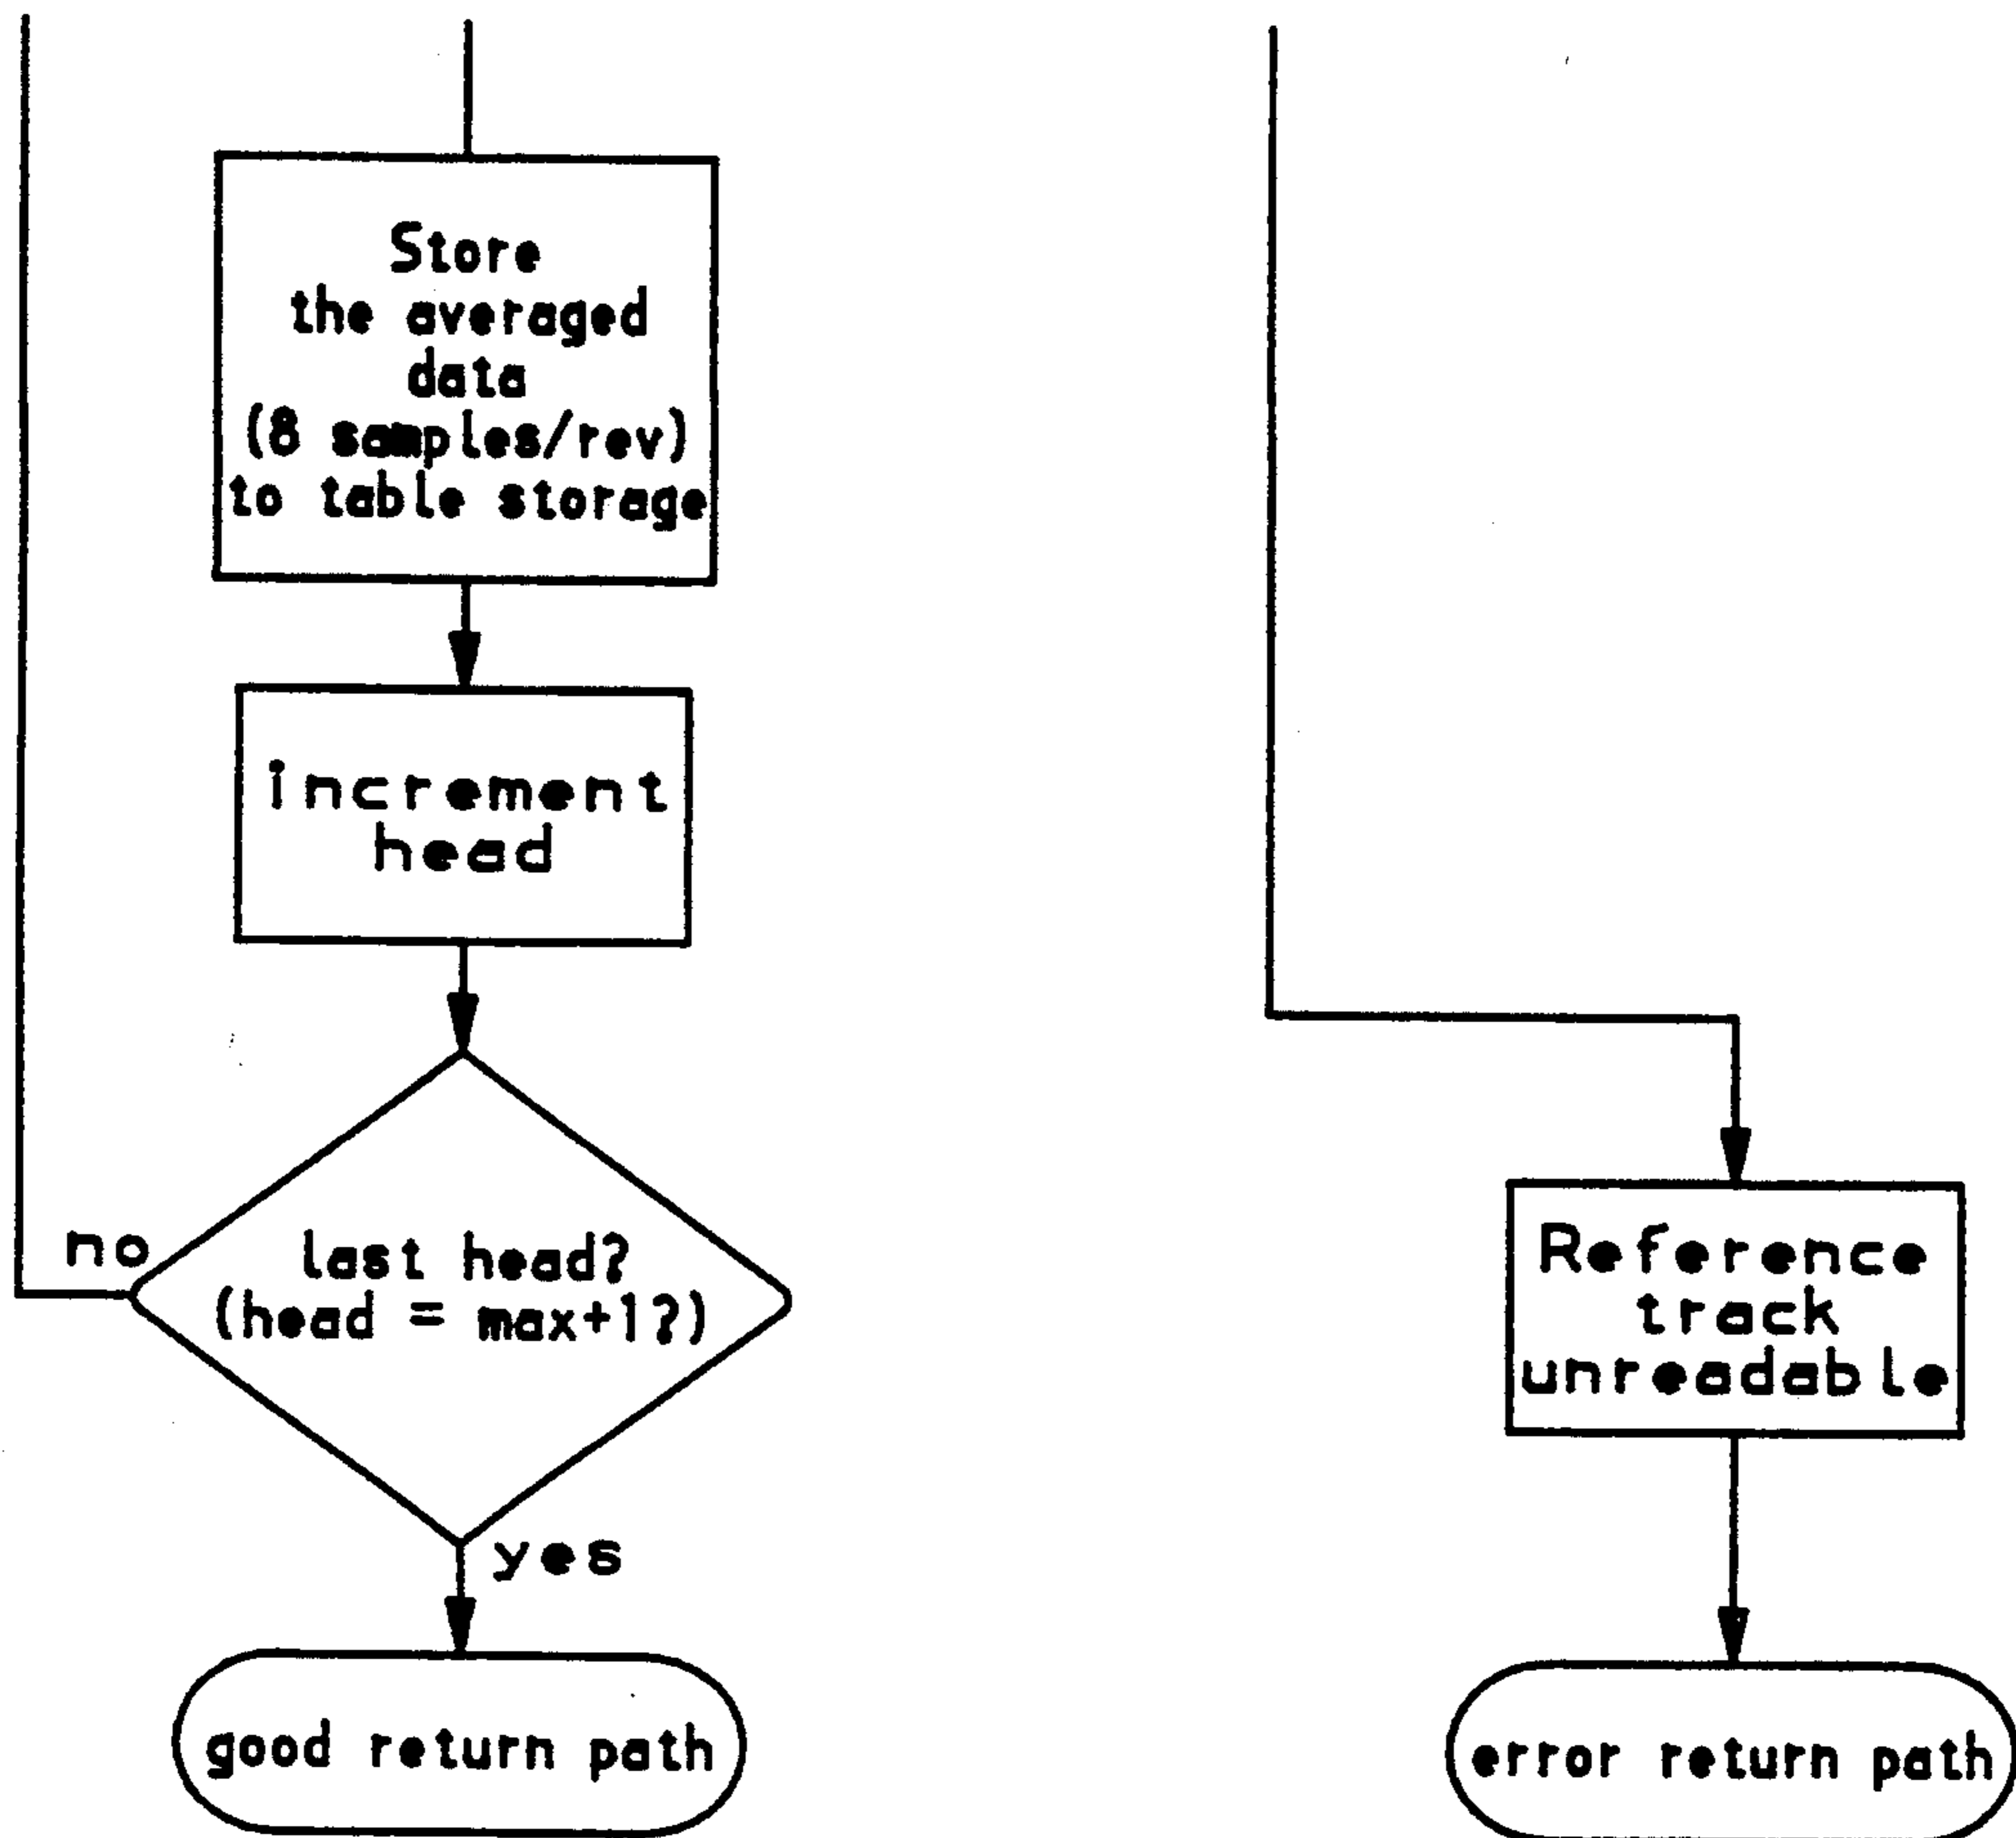 Store
the averaged
data
(8 samples/rev)
to table storage
increment
head
no
last head?
(head = max+1?)
yes
good return path
Reference
track
unreadable
error return path